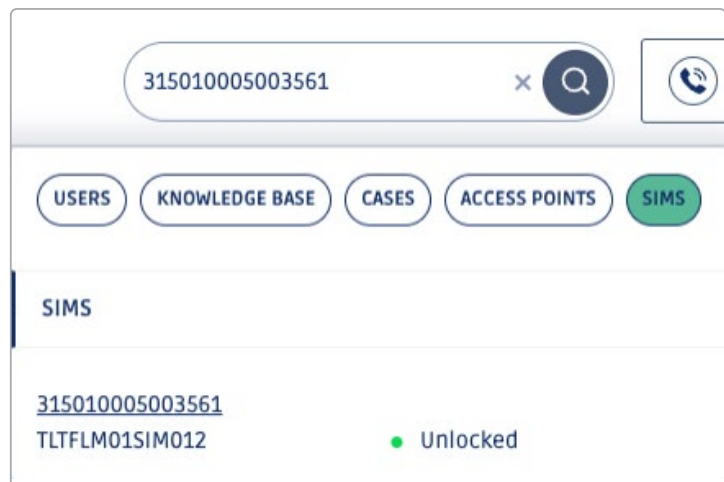 315010005003561 ×
USERS KNOWLEDGE BASE CASES ACCESS POINTS SIMS
SIMS
315010005003561
TLTFLM01SIM012 Unlocked